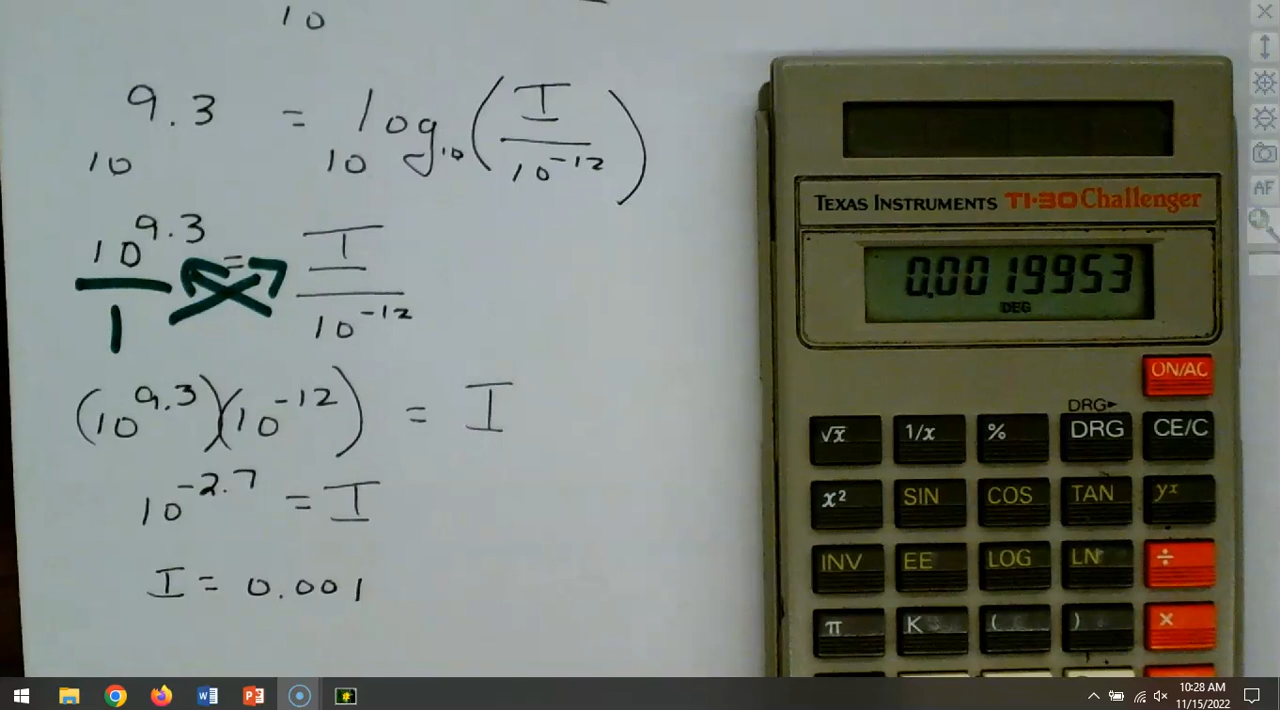 10
9.3 = log₁₀(I / 10⁻¹²)
10 10
10^9.3 / 1 = I / 10⁻¹²
(10^9.3)(10⁻¹²) = I
10^-2.7 = I
I = 0.001
TEXAS INSTRUMENTS TI-30 Challenger
0.0019953
DEG
ON/AC
DRG►
√x 1/x % DRG CE/C
x² SIN COS TAN yˣ
INV EE LOG LN ÷
π K ( ) ×
AF
10:28 AM
11/15/2022